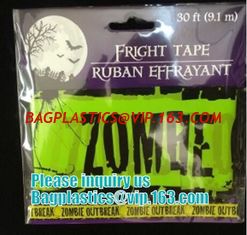 30 ft (9.1 m)
FRIGHT TAPE
RUBAN EFFRAYANT
BAGPLASTICS@VIP.163.COM
ZOMBIE
Please inquiry us
Bagplastics@vip.163.com
OUTBREAK ZOMBIE OUTBREAK ZOMBIE